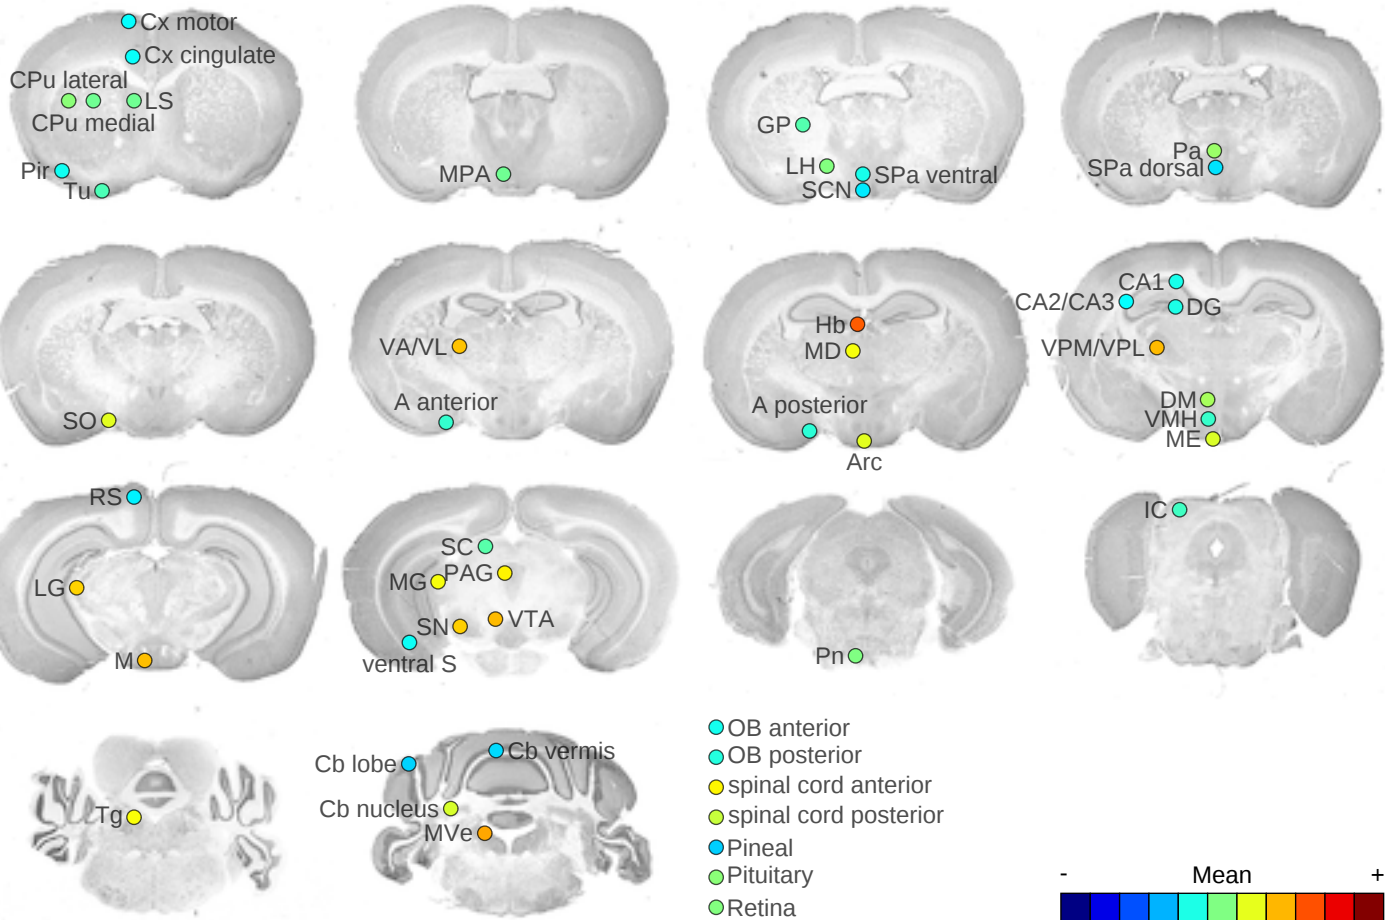 Cx motor
Cx cingulate
CPu lateral
LS
CPu medial
Pir
Tu
MPA
GP
LH
SPa ventral
SCN
Pa
SPa dorsal
SO
VA/VL
A anterior
Hb
MD
A posterior
Arc
CA1
CA2/CA3
DG
VPM/VPL
DM
VMH
ME
RS
LG
M
SC
MG
PAG
SN
VTA
ventral S
Pn
IC
Tg
Cb lobe
Cb vermis
Cb nucleus
MVe
OB anterior
OB posterior
spinal cord anterior
spinal cord posterior
Pineal
Pituitary
Retina
- Mean +